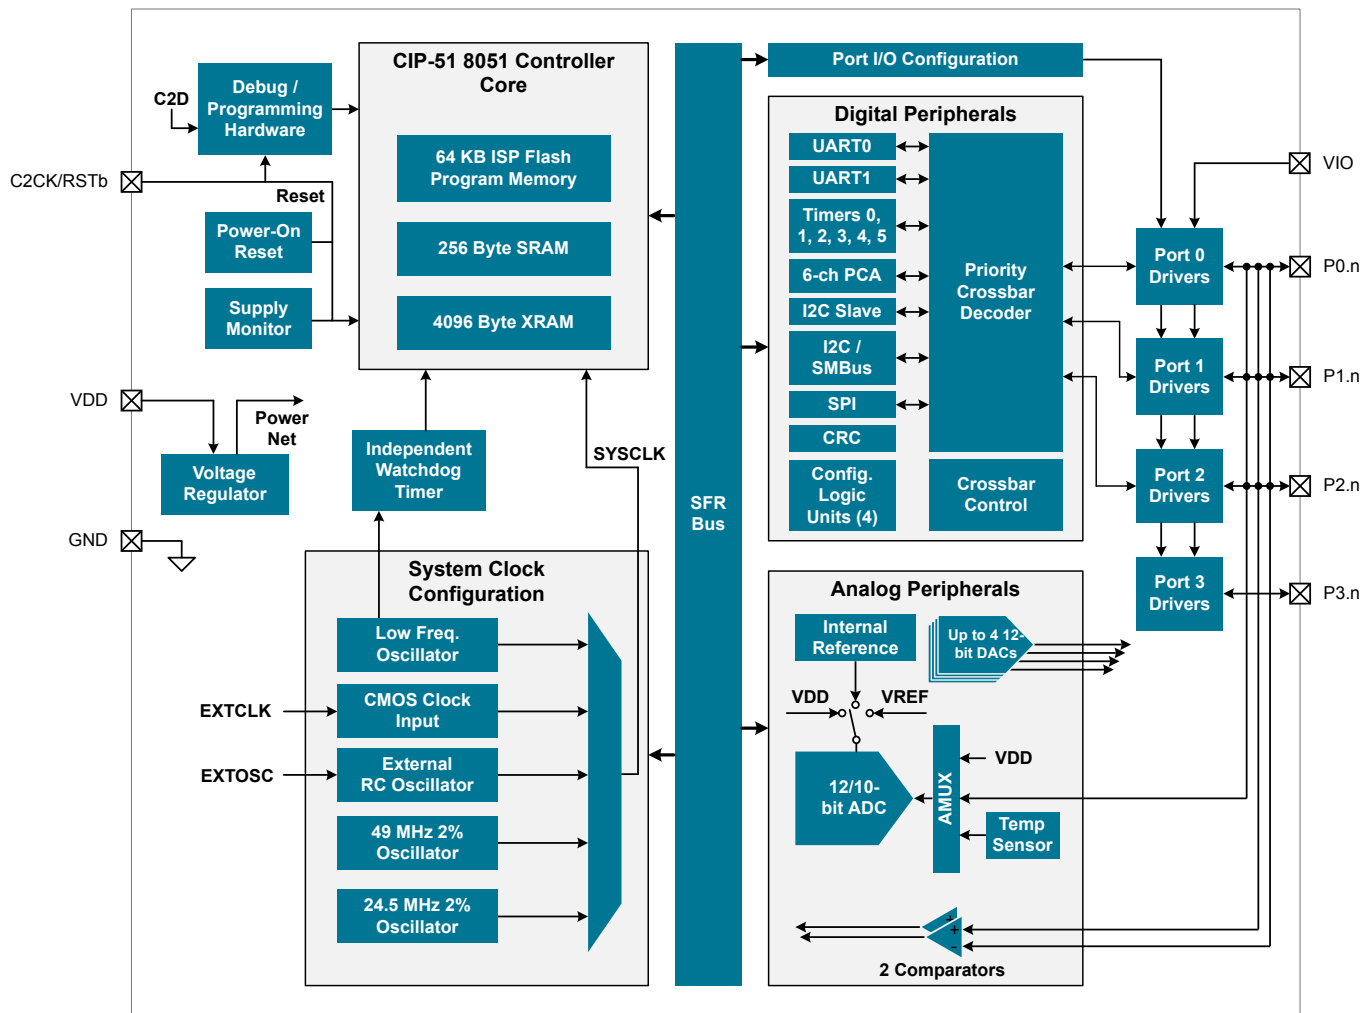 CIP-51 8051 Controller
Core
64 KB ISP Flash
Program Memory
256 Byte SRAM
4096 Byte XRAM
Debug /
Programming
Hardware
C2D
C2CK/RSTb
Reset
Power-On
Reset
Supply
Monitor
VDD
Power
Net
Voltage
Regulator
GND
Independent
Watchdog
Timer
SYSCLK
System Clock
Configuration
Low Freq.
Oscillator
CMOS Clock
Input
EXTCLK
External
RC Oscillator
EXTOSC
49 MHz 2%
Oscillator
24.5 MHz 2%
Oscillator
SFR
Bus
Port I/O Configuration
Digital Peripherals
UART0
UART1
Timers 0,
1, 2, 3, 4, 5
6-ch PCA
I2C Slave
I2C /
SMBus
SPI
CRC
Config.
Logic
Units (4)
Priority
Crossbar
Decoder
Crossbar
Control
Port 0
Drivers
Port 1
Drivers
Port 2
Drivers
Port 3
Drivers
VIO
P0.n
P1.n
P2.n
P3.n
Analog Peripherals
Internal
Reference
Up to 4 12-
bit DACs
VDD
VREF
12/10-
bit ADC
AMUX
VDD
Temp
Sensor
+
+
-
2 Comparators